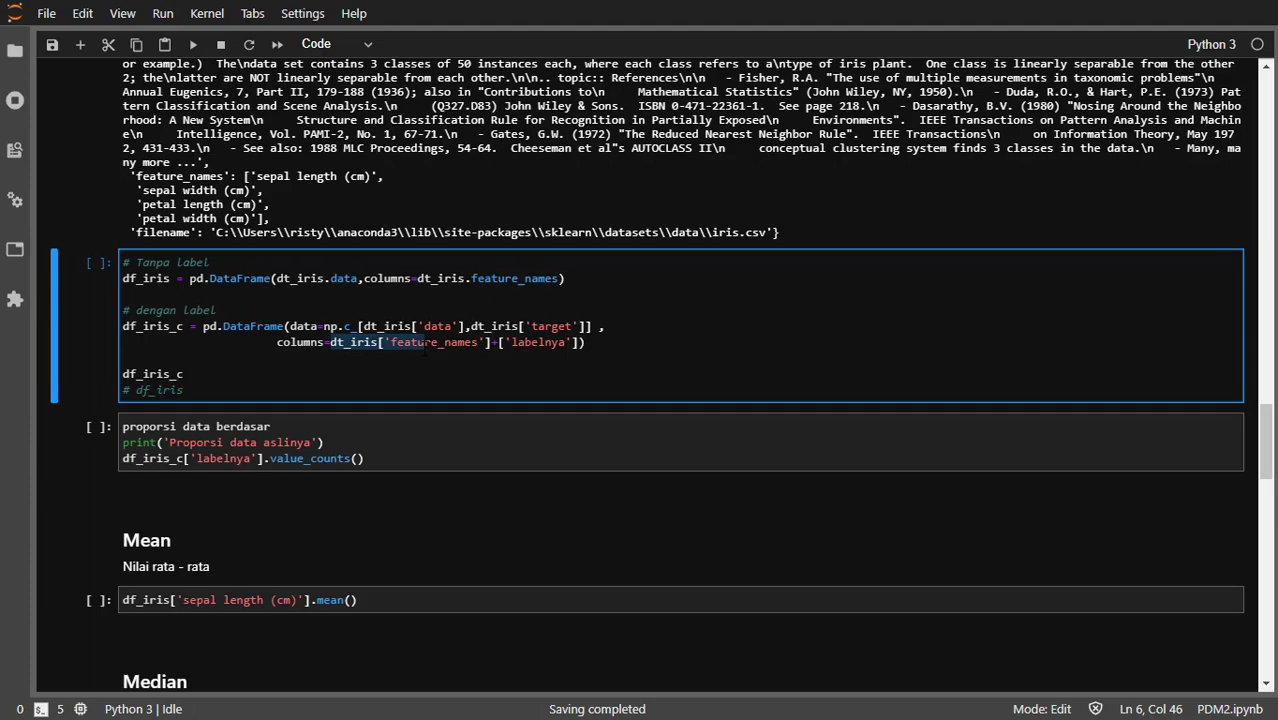 File Edit View Run Kernel Tabs Settings Help
Code Python 3
or example.) The\ndata set contains 3 classes of 50 instances each, where each class refers to a\ntype of iris plant. One class is linearly separable from the other
2; the\nlatter are NOT linearly separable from each other.\n\n.. topic:: References\n\n - Fisher, R.A. "The use of multiple measurements in taxonomic problems"\n
Annual Eugenics, 7, Part II, 179-188 (1936); also in "Contributions to\n Mathematical Statistics" (John Wiley, NY, 1950).\n - Duda, R.O., & Hart, P.E. (1973) Pat
tern Classification and Scene Analysis.\n (Q327.D83) John Wiley & Sons. ISBN 0-471-22361-1. See page 218.\n - Dasarathy, B.V. (1980) "Nosing Around the Neighbo
rhood: A New System\n Structure and Classification Rule for Recognition in Partially Exposed\n Environments". IEEE Transactions on Pattern Analysis and Machin
e\n Intelligence, Vol. PAMI-2, No. 1, 67-71.\n - Gates, G.W. (1972) "The Reduced Nearest Neighbor Rule". IEEE Transactions\n on Information Theory, May 197
2, 431-433.\n - See also: 1988 MLC Proceedings, 54-64. Cheeseman et al"s AUTOCLASS II\n conceptual clustering system finds 3 classes in the data.\n - Many, ma
ny more ...',
'feature_names': ['sepal length (cm)',
'sepal width (cm)',
'petal length (cm)',
'petal width (cm)'],
'filename': 'C:\\Users\\risty\\anaconda3\\lib\\site-packages\\sklearn\\datasets\\data\\iris.csv'}
[ ]: # Tanpa label
df_iris = pd.DataFrame(dt_iris.data,columns=dt_iris.feature_names)
# dengan label
df_iris_c = pd.DataFrame(data=np.c_[dt_iris['data'],dt_iris['target']] ,
columns=dt_iris['feature_names']+['labelnya'])
df_iris_c
# df_iris
[ ]: proporsi data berdasar
print('Proporsi data aslinya')
df_iris_c['labelnya'].value_counts()
Mean
Nilai rata - rata
[ ]: df_iris['sepal length (cm)'].mean()
Median
0 5 Python 3 | Idle Saving completed Mode: Edit Ln 6, Col 46 PDM2.ipynb